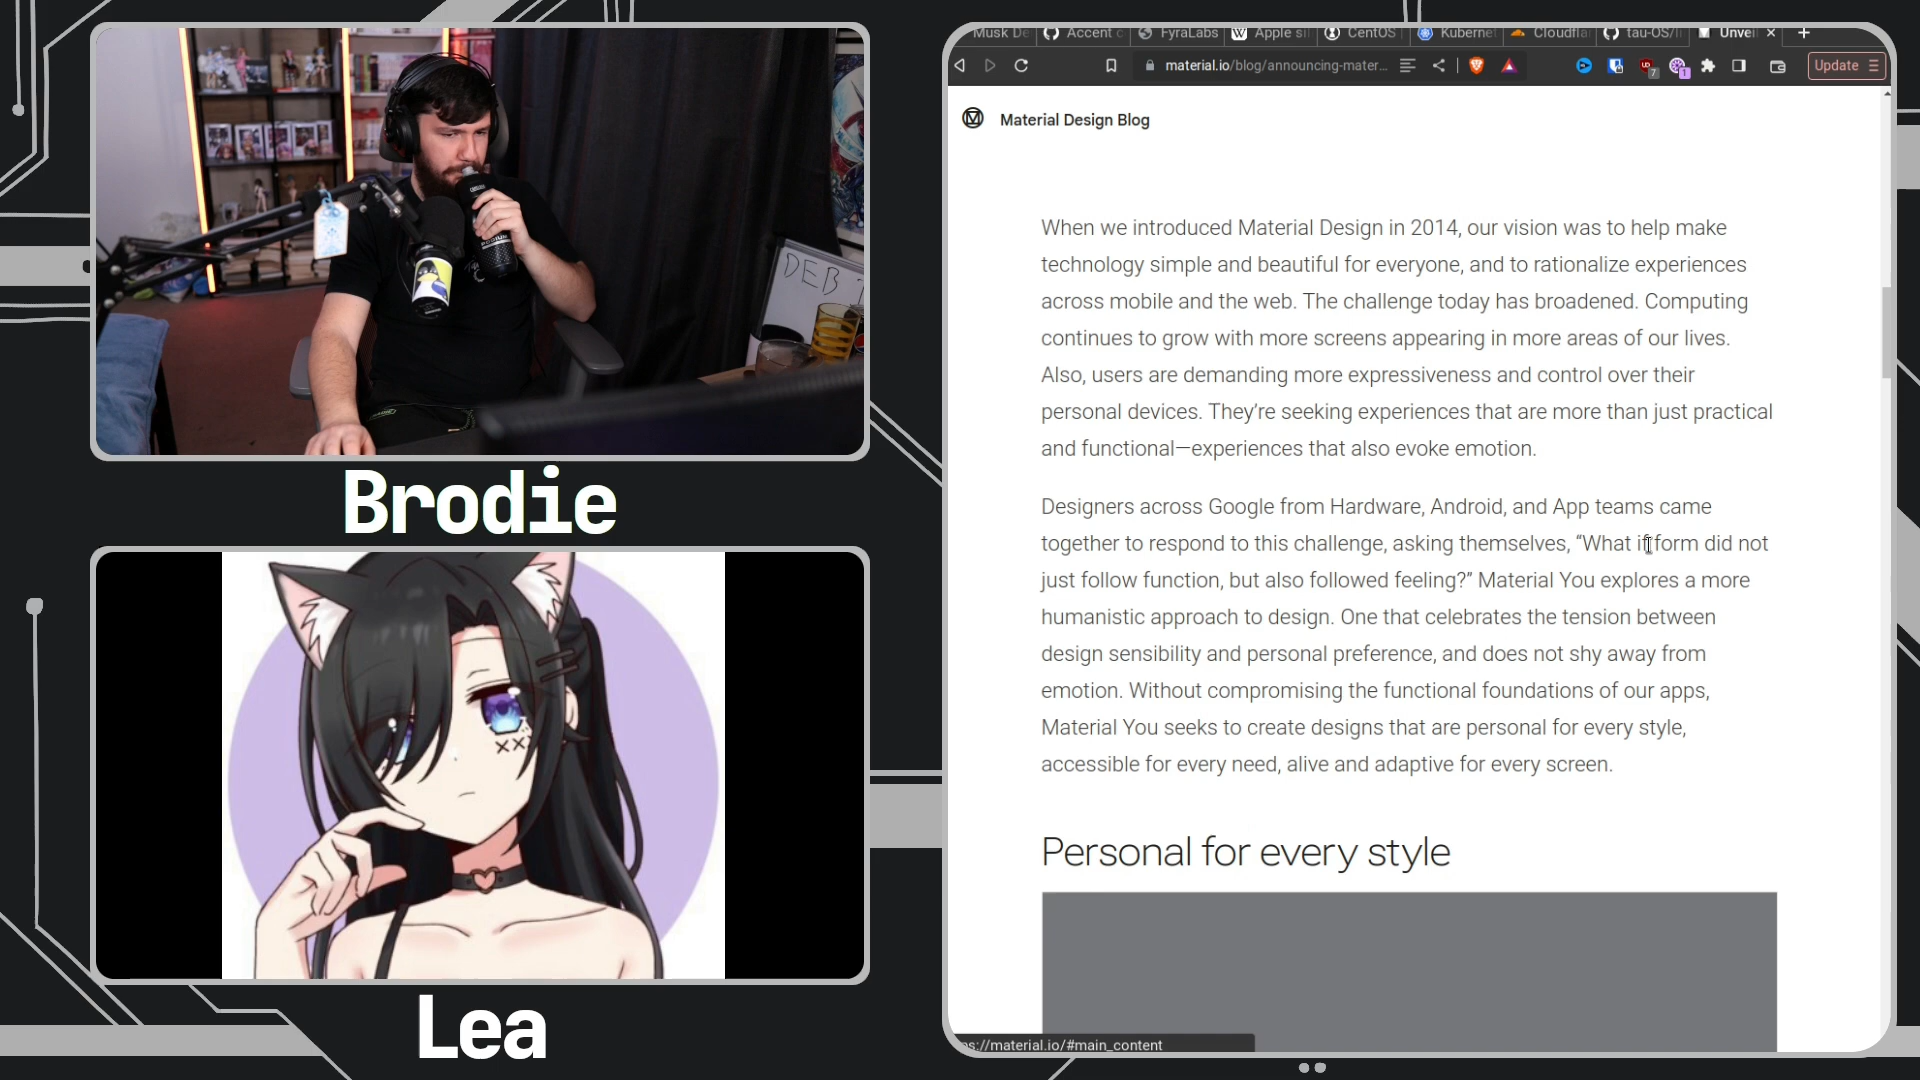 Musk De
Accent c
FyraLabs
Apple sil
CentOS
Kubernet
Cloudfla
tau-OS/
Unvei
material.io/blog/announcing-mater...
7
1
Update
Material Design Blog
When we introduced Material Design in 2014, our vision was to help make
technology simple and beautiful for everyone, and to rationalize experiences
across mobile and the web. The challenge today has broadened. Computing
continues to grow with more screens appearing in more areas of our lives.
Also, users are demanding more expressiveness and control over their
personal devices. They’re seeking experiences that are more than just practical
and functional—experiences that also evoke emotion.
Designers across Google from Hardware, Android, and App teams came
together to respond to this challenge, asking themselves, “What if form did not
just follow function, but also followed feeling?” Material You explores a more
humanistic approach to design. One that celebrates the tension between
design sensibility and personal preference, and does not shy away from
emotion. Without compromising the functional foundations of our apps,
Material You seeks to create designs that are personal for every style,
accessible for every need, alive and adaptive for every screen.
Personal for every style
ps://material.io/#main_content
DEB
Brodie
Lea